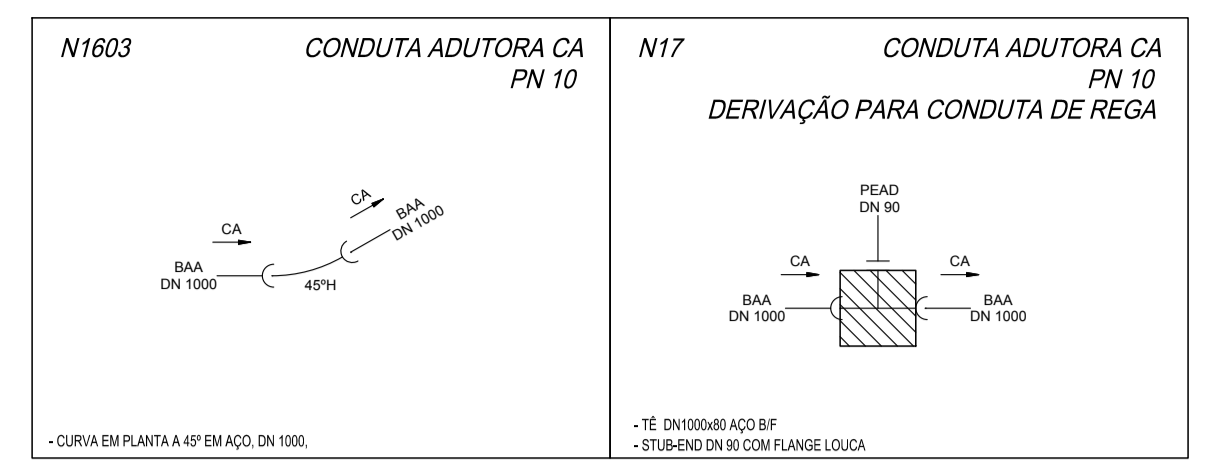 N1603
CONDUTA ADUTORA CA
PN 10
CA
BAA
DN 1000
45ºH
CA
BAA
DN 1000
- CURVA EM PLANTA A 45º EM AÇO, DN 1000,
N17
CONDUTA ADUTORA CA
PN 10
DERIVAÇÃO PARA CONDUTA DE REGA
PEAD
DN 90
CA
CA
BAA
DN 1000
BAA
DN 1000
- TÊ DN1000x80 AÇO B/F
- STUB-END DN 90 COM FLANGE LOUCA